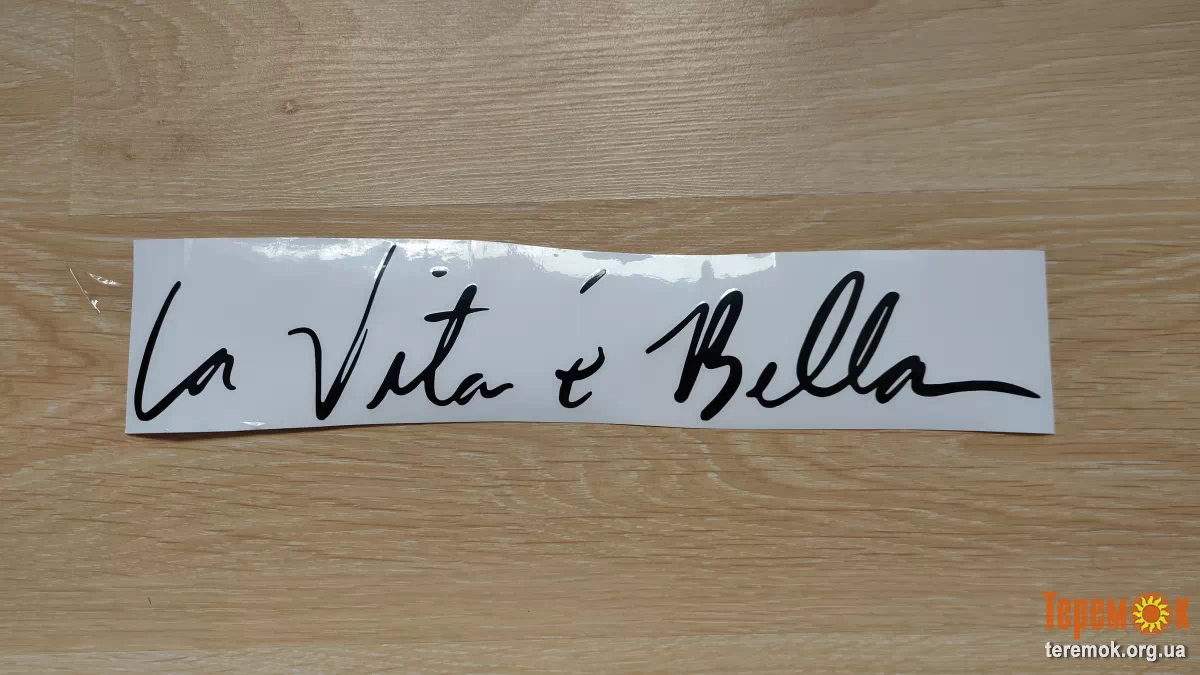 La Vita é Bella
Теремок
teremok.org.ua